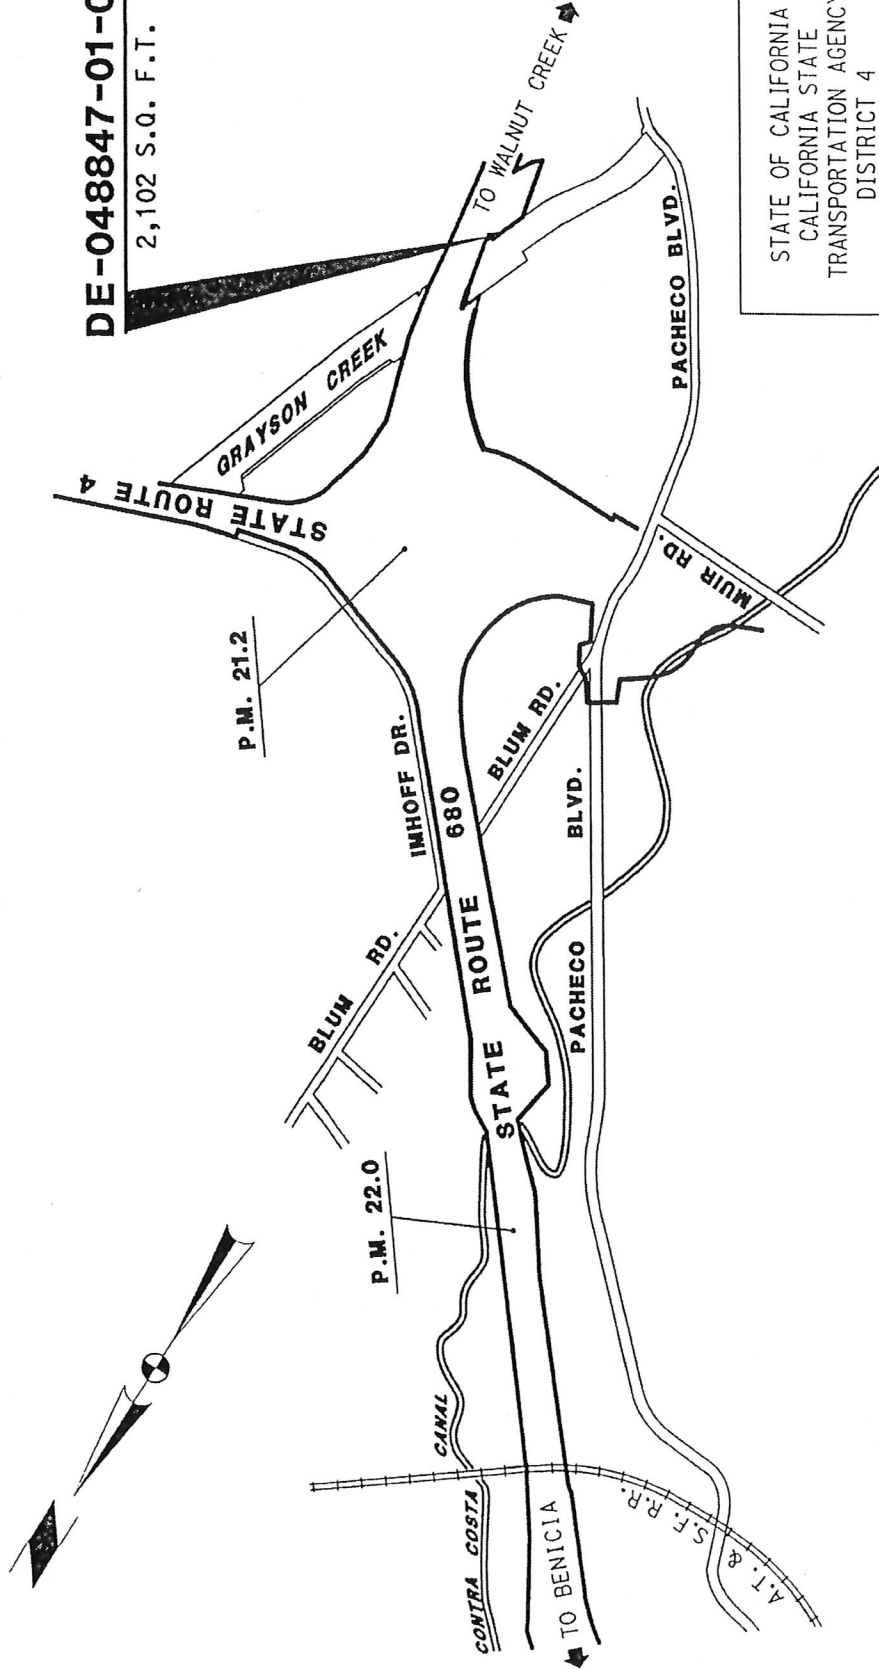 DE-048847-01-
2,102 S.Q. F.T.
TO WALNUT CREEK
GRAYSON CREEK
STATE ROUTE 4
P.M. 21.2
PACHECO BLVD.
MUIR RD.
IMHOFF DR.
BLUM RD.
BLUM RD.
STATE ROUTE 680
PACHECO BLVD.
P.M. 22.0
CONTRA COSTA CANAL
TO BENICIA
A.T. & S.F. R.R.
STATE OF CALIFORNIA
CALIFORNIA STATE
TRANSPORTATION AGENCY
DISTRICT 4